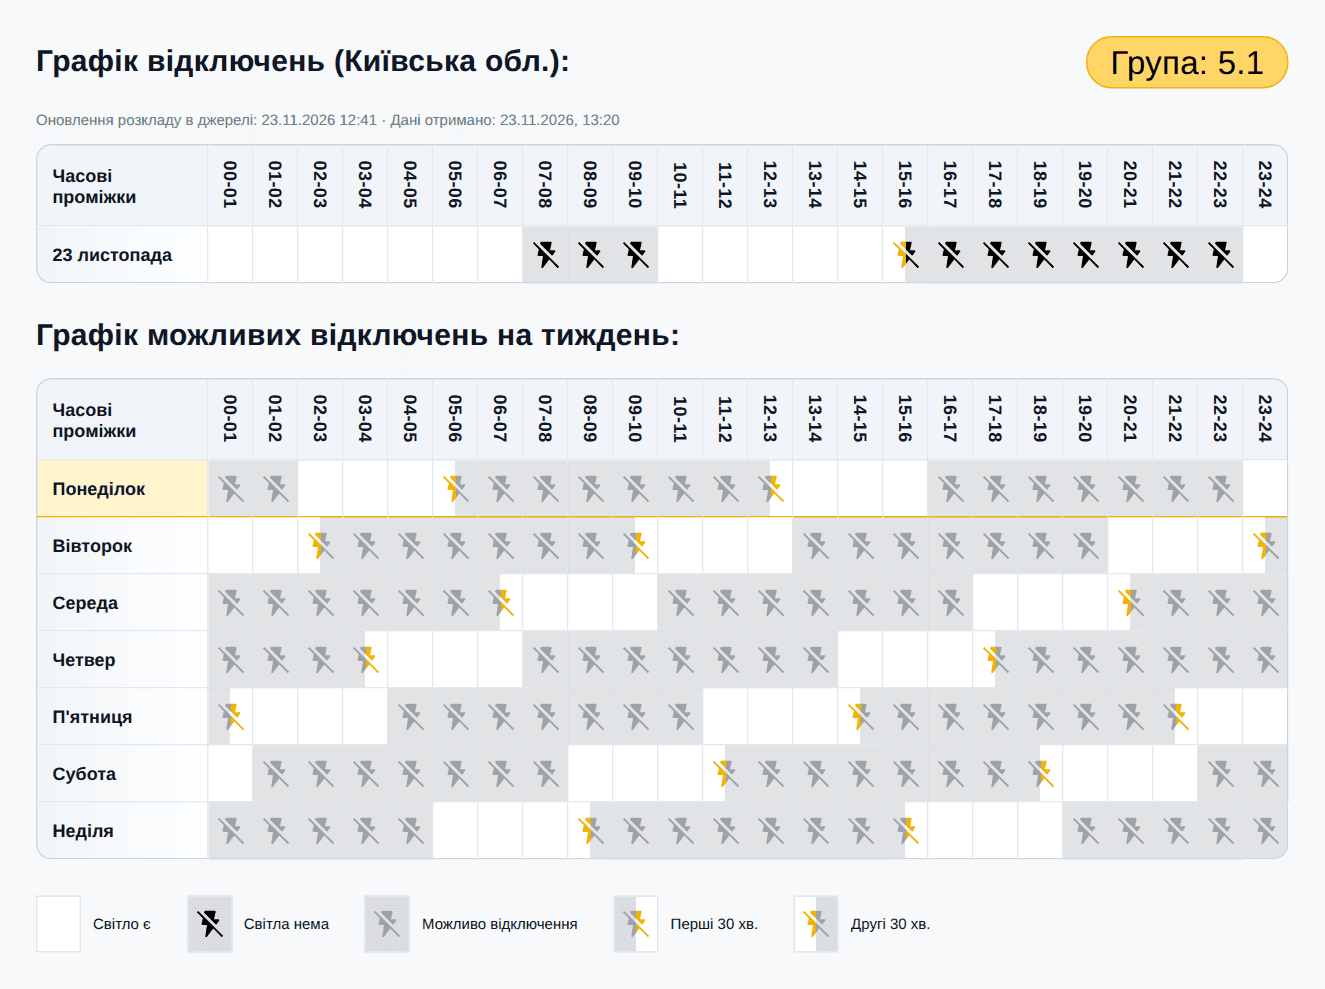 Графік відключень (Київська обл.):
Група: 5.1
Оновлення розкладу в джерелі: 23.11.2026 12:41 · Дані отримано: 23.11.2026, 13:20
Часові проміжки 00-01 01-02 02-03 03-04 04-05 05-06 06-07 07-08 08-09 09-10 10-11 11-12 12-13 13-14 14-15 15-16 16-17 17-18 18-19 19-20 20-21 21-22 22-23 23-24
23 листопада
Графік можливих відключень на тиждень:
Часові проміжки 00-01 01-02 02-03 03-04 04-05 05-06 06-07 07-08 08-09 09-10 10-11 11-12 12-13 13-14 14-15 15-16 16-17 17-18 18-19 19-20 20-21 21-22 22-23 23-24
Понеділок
Вівторок
Середа
Четвер
П'ятниця
Субота
Неділя
Світло є Світла нема Можливо відключення Перші 30 хв. Другі 30 хв.